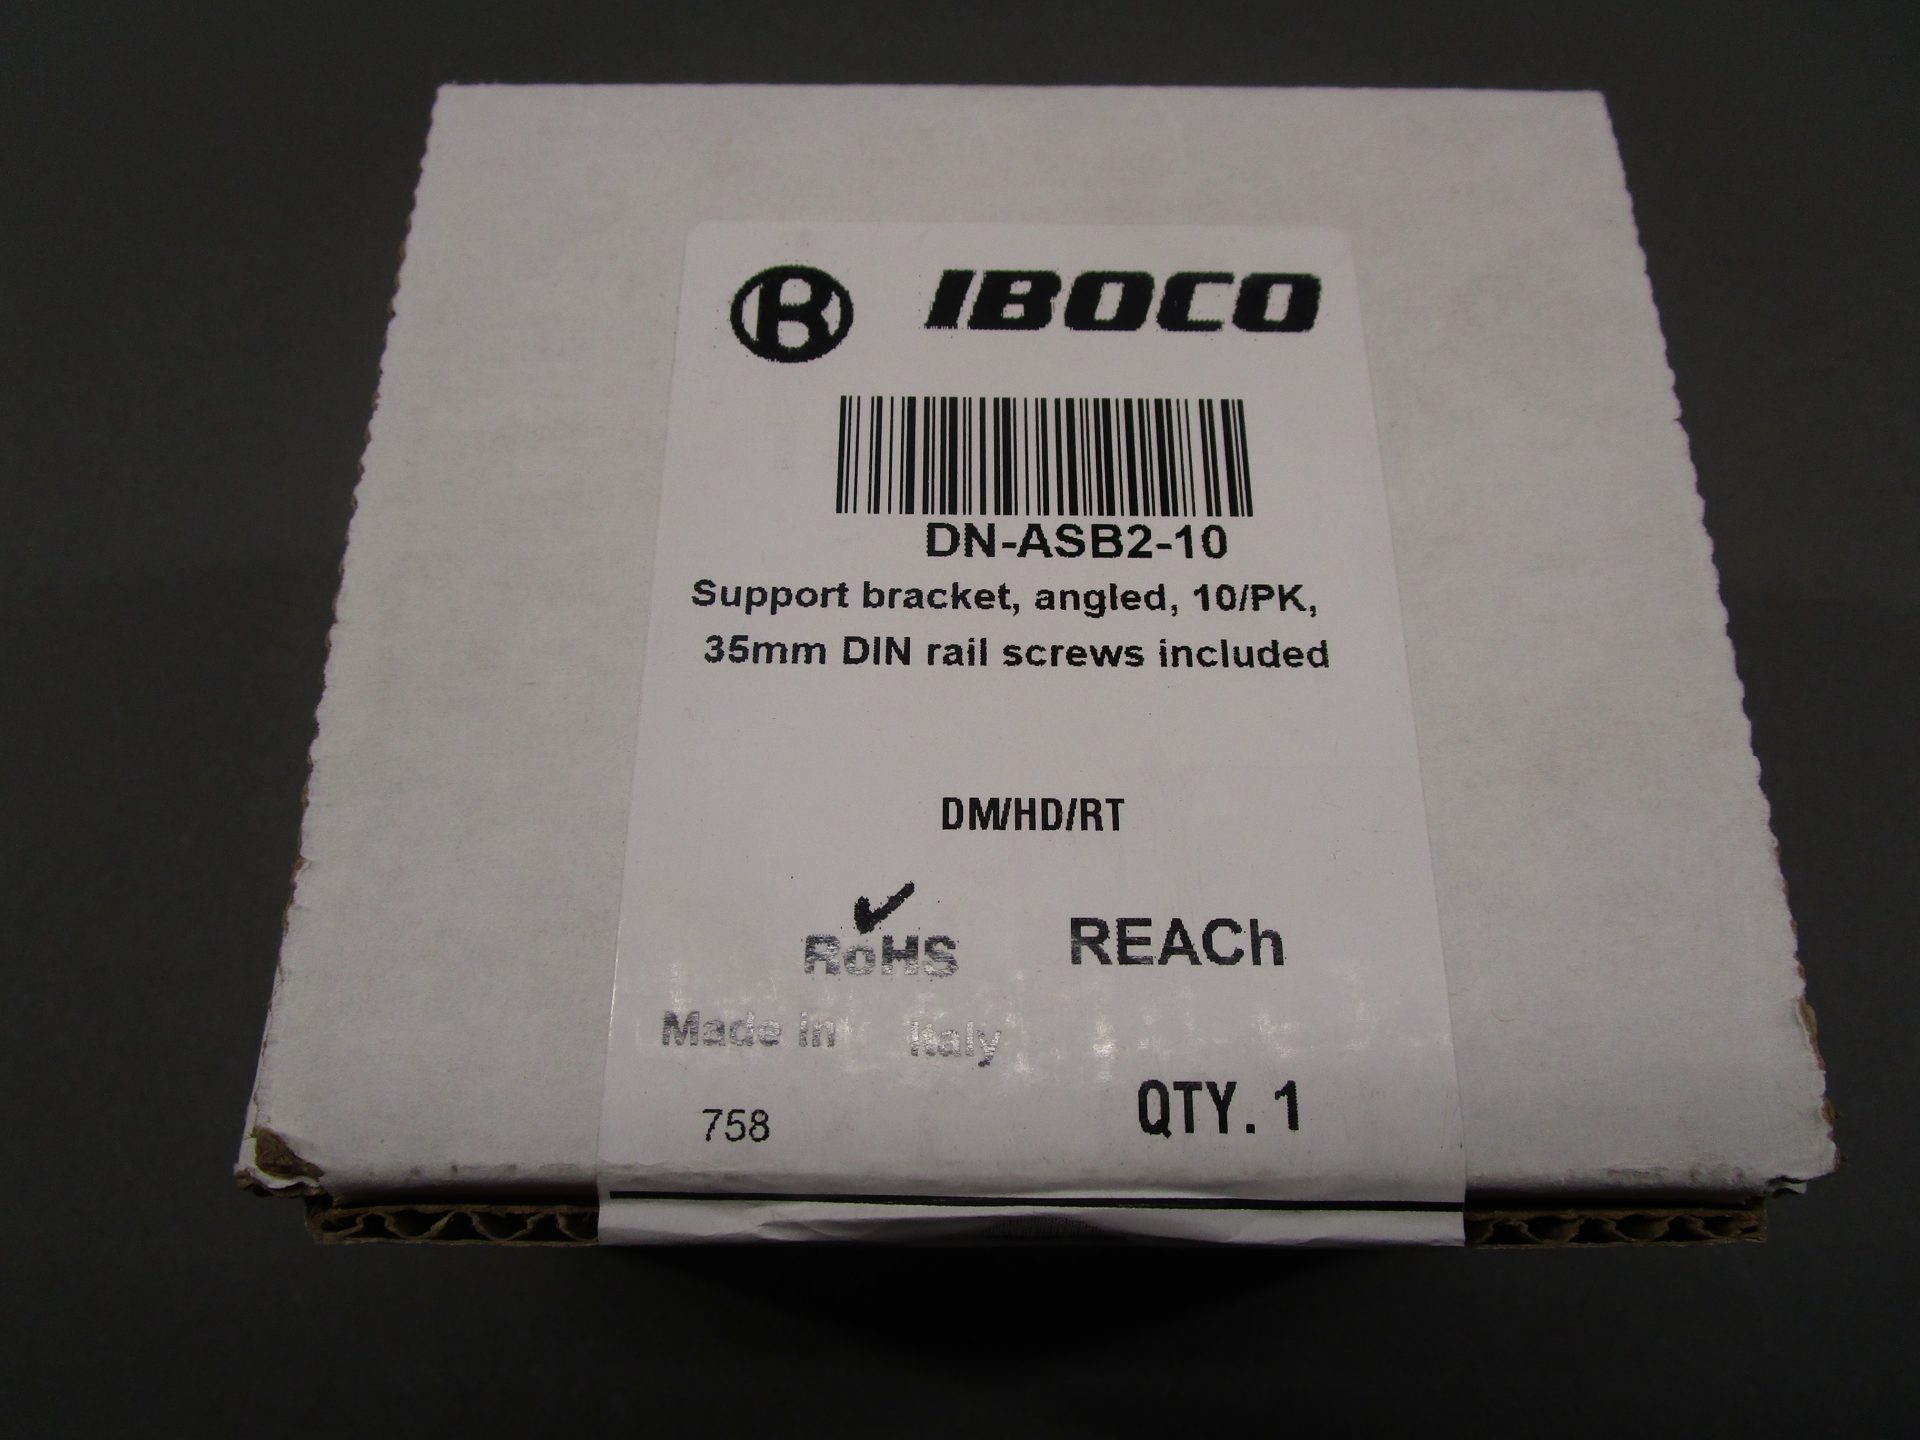 IBOCO
DN-ASB2-10
Support bracket, angled, 10/PK,
35mm DIN rail screws included
DM/HD/RT
RoHS REACh
Made in Italy
758 QTY. 1